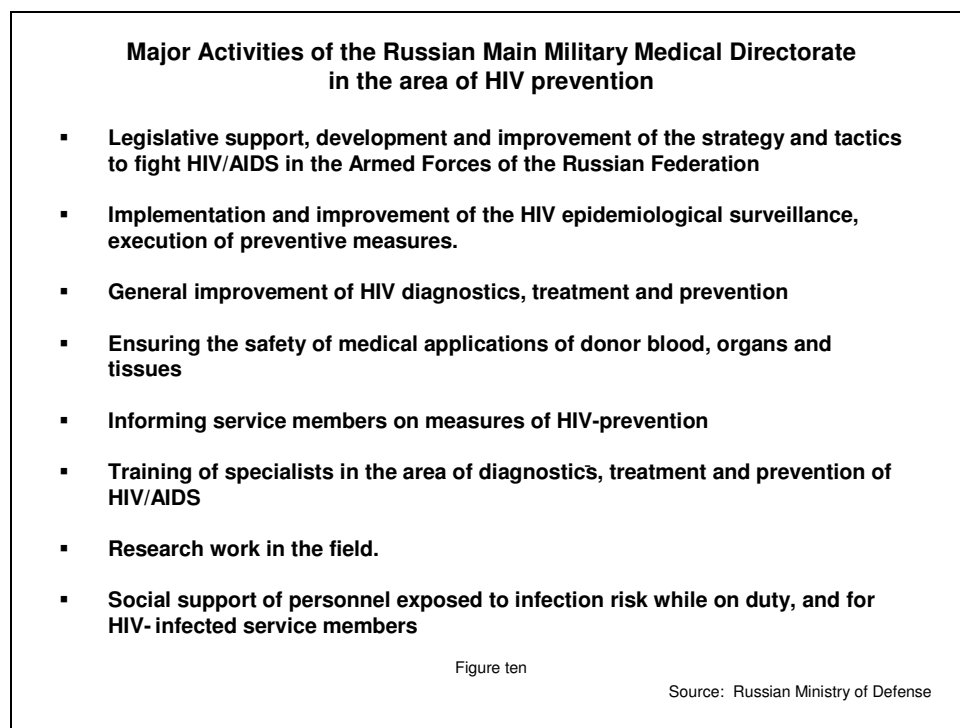 Major Activities of the Russian Main Military Medical Directorate
in the area of HIV prevention
▪ Legislative support, development and improvement of the strategy and tactics
to fight HIV/AIDS in the Armed Forces of the Russian Federation
▪ Implementation and improvement of the HIV epidemiological surveillance,
execution of preventive measures.
▪ General improvement of HIV diagnostics, treatment and prevention
▪ Ensuring the safety of medical applications of donor blood, organs and
tissues
▪ Informing service members on measures of HIV-prevention
▪ Training of specialists in the area of diagnostics, treatment and prevention of
HIV/AIDS
▪ Research work in the field.
▪ Social support of personnel exposed to infection risk while on duty, and for
HIV- infected service members
Figure ten
Source: Russian Ministry of Defense